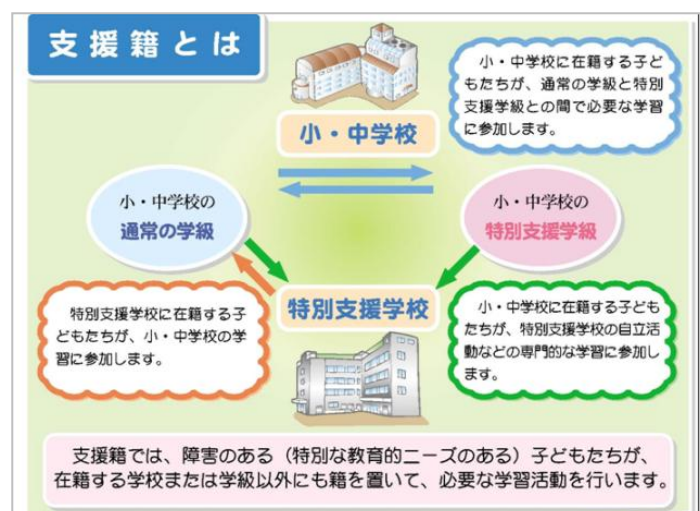 支援籍とは
小・中学校に在籍する子ど
もたちが、通常の学級と特別
支援学級との間で必要な学習
に参加します。
小・中学校
小・中学校の
通常の学級
小・中学校の
特別支援学級
特別支援学校
特別支援学校に在籍する子
どもたちが、小・中学校の学
習に参加します。
小・中学校に在籍する子ども
たちが、特別支援学校の自立活
動などの専門的な学習に参加し
ます。
支援籍では、障害のある（特別な教育的ニーズのある）子どもたちが、
在籍する学校または学級以外にも籍を置いて、必要な学習活動を行います。